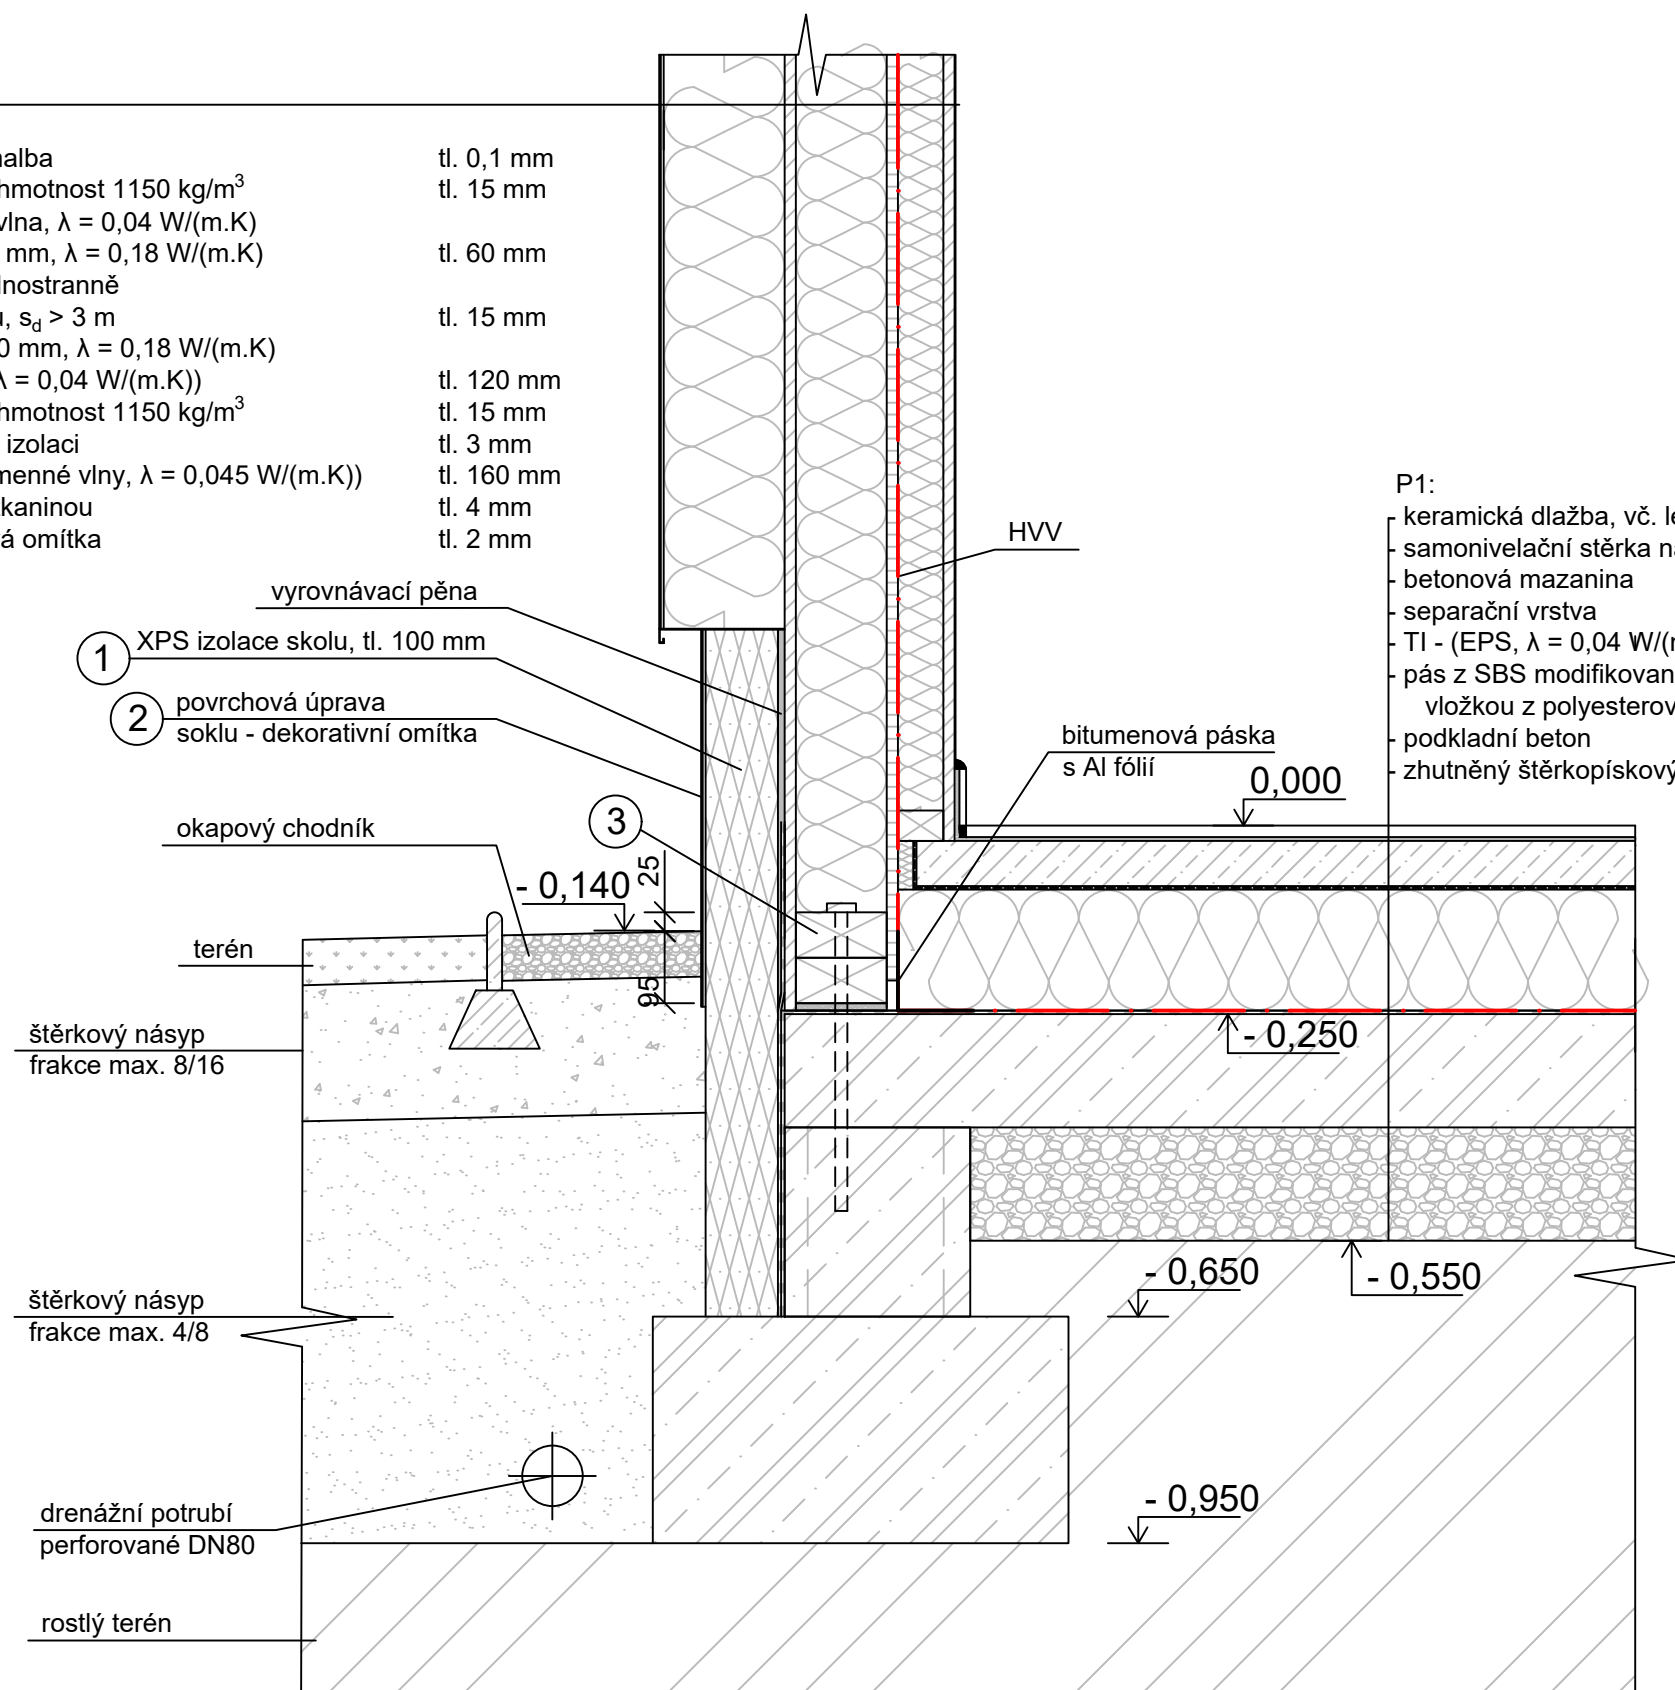 nalba tl. 0,1 mm
hmotnost 1150 kg/m³ tl. 15 mm
vlna, λ = 0,04 W/(m.K)
mm, λ = 0,18 W/(m.K) tl. 60 mm
dnostranně
u, sd > 3 m tl. 15 mm
0 mm, λ = 0,18 W/(m.K)
λ = 0,04 W/(m.K)) tl. 120 mm
hmotnost 1150 kg/m³ tl. 15 mm
izolaci tl. 3 mm
menné vlny, λ = 0,045 W/(m.K)) tl. 160 mm
tkaninou tl. 4 mm
á omítka tl. 2 mm
vyrovnávací pěna
1 XPS izolace skolu, tl. 100 mm
2 povrchová úprava
soklu - dekorativní omítka
3
okapový chodník
- 0,140
25
95
terén
štěrkový násyp
frakce max. 8/16
štěrkový násyp
frakce max. 4/8
drenážní potrubí
perforované DN80
rostlý terén
HVV
bitumenová páska
s Al fólií
0,000
- 0,250
- 0,550
- 0,650
- 0,950
P1:
keramická dlažba, vč. le
samonivelační stěrka na
betonová mazanina
separační vrstva
TI - (EPS, λ = 0,04 W/(m
pás z SBS modifikovan
vložkou z polyesterov
podkladní beton
zhutněný štěrkopískový